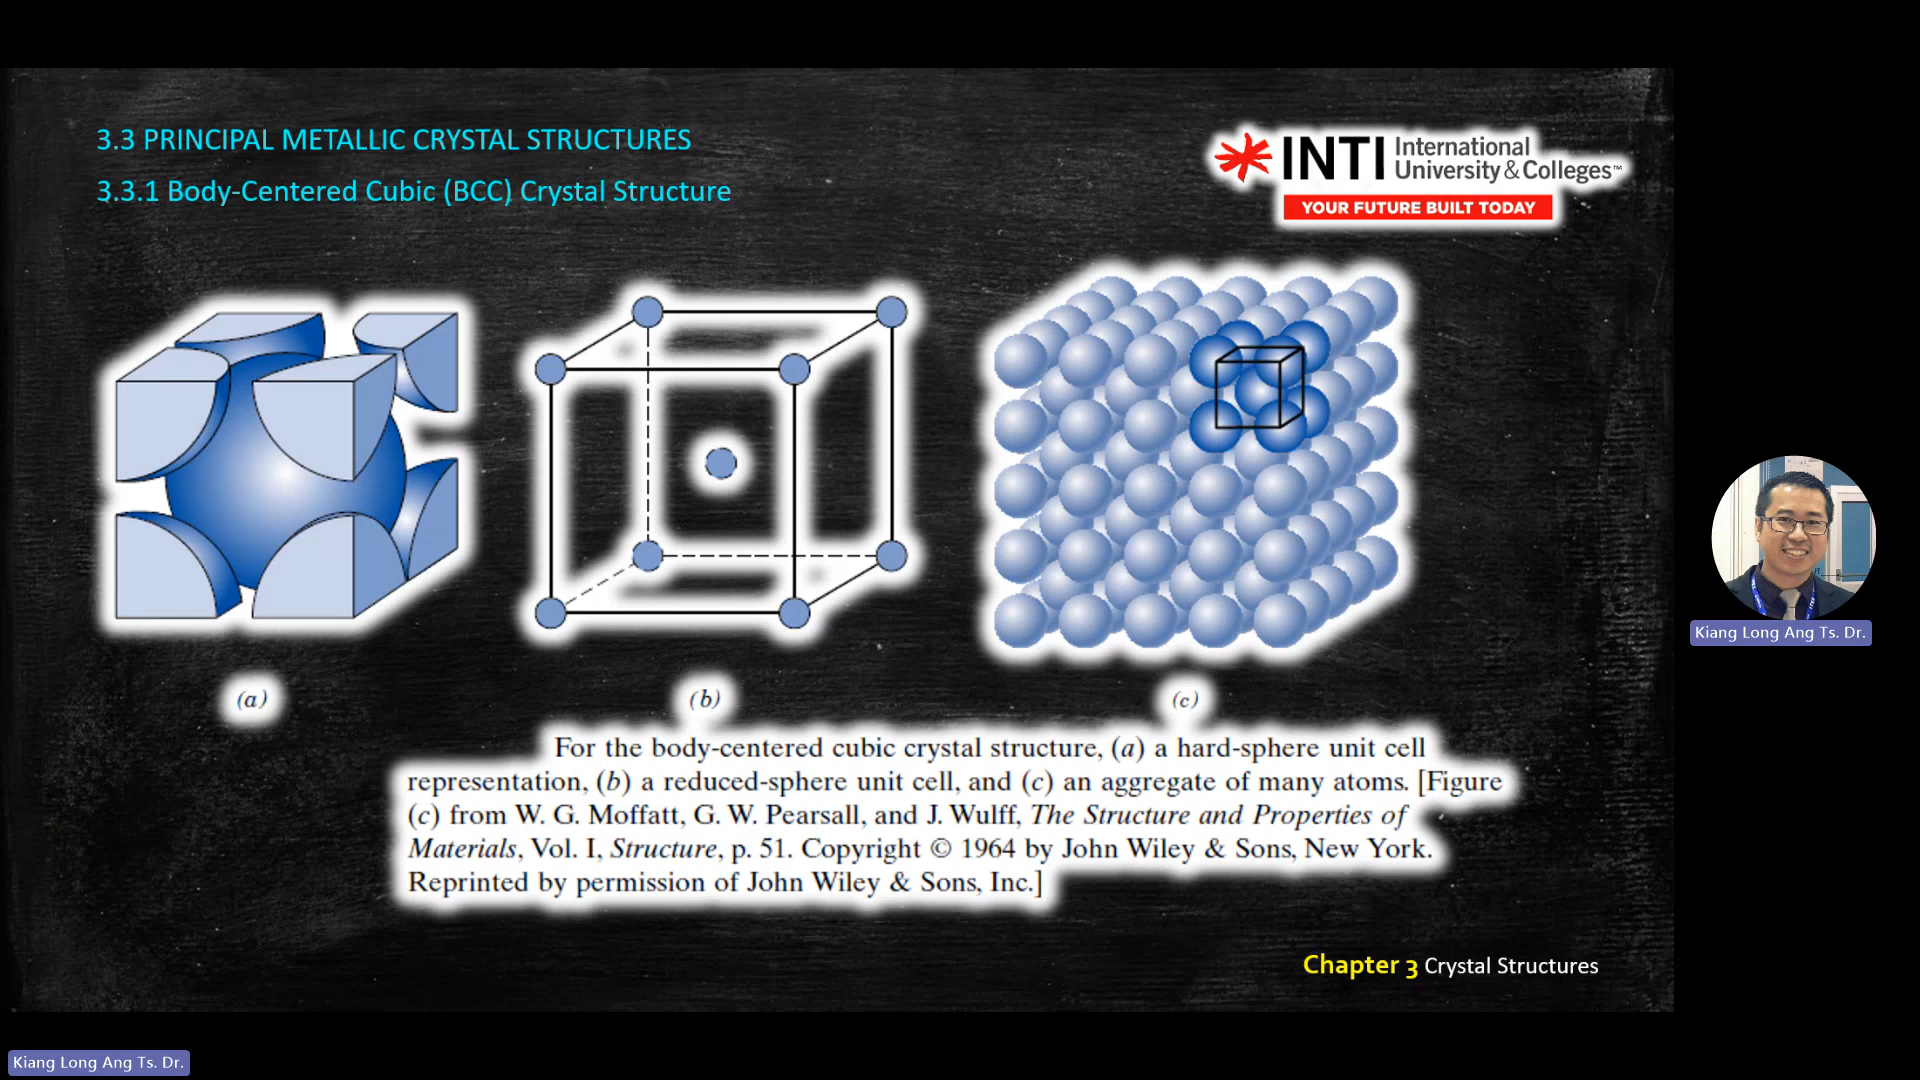 3.3 PRINCIPAL METALLIC CRYSTAL STRUCTURES
3.3.1 Body-Centered Cubic (BCC) Crystal Structure
INTI International
University & Colleges™
YOUR FUTURE BUILT TODAY
(a)
(b)
(c)
For the body-centered cubic crystal structure, (a) a hard-sphere unit cell
representation, (b) a reduced-sphere unit cell, and (c) an aggregate of many atoms. [Figure
(c) from W. G. Moffatt, G. W. Pearsall, and J. Wulff, The Structure and Properties of
Materials, Vol. I, Structure, p. 51. Copyright © 1964 by John Wiley & Sons, New York.
Reprinted by permission of John Wiley & Sons, Inc.]
Chapter 3 Crystal Structures
Kiang Long Ang Ts. Dr.
Kiang Long Ang Ts. Dr.